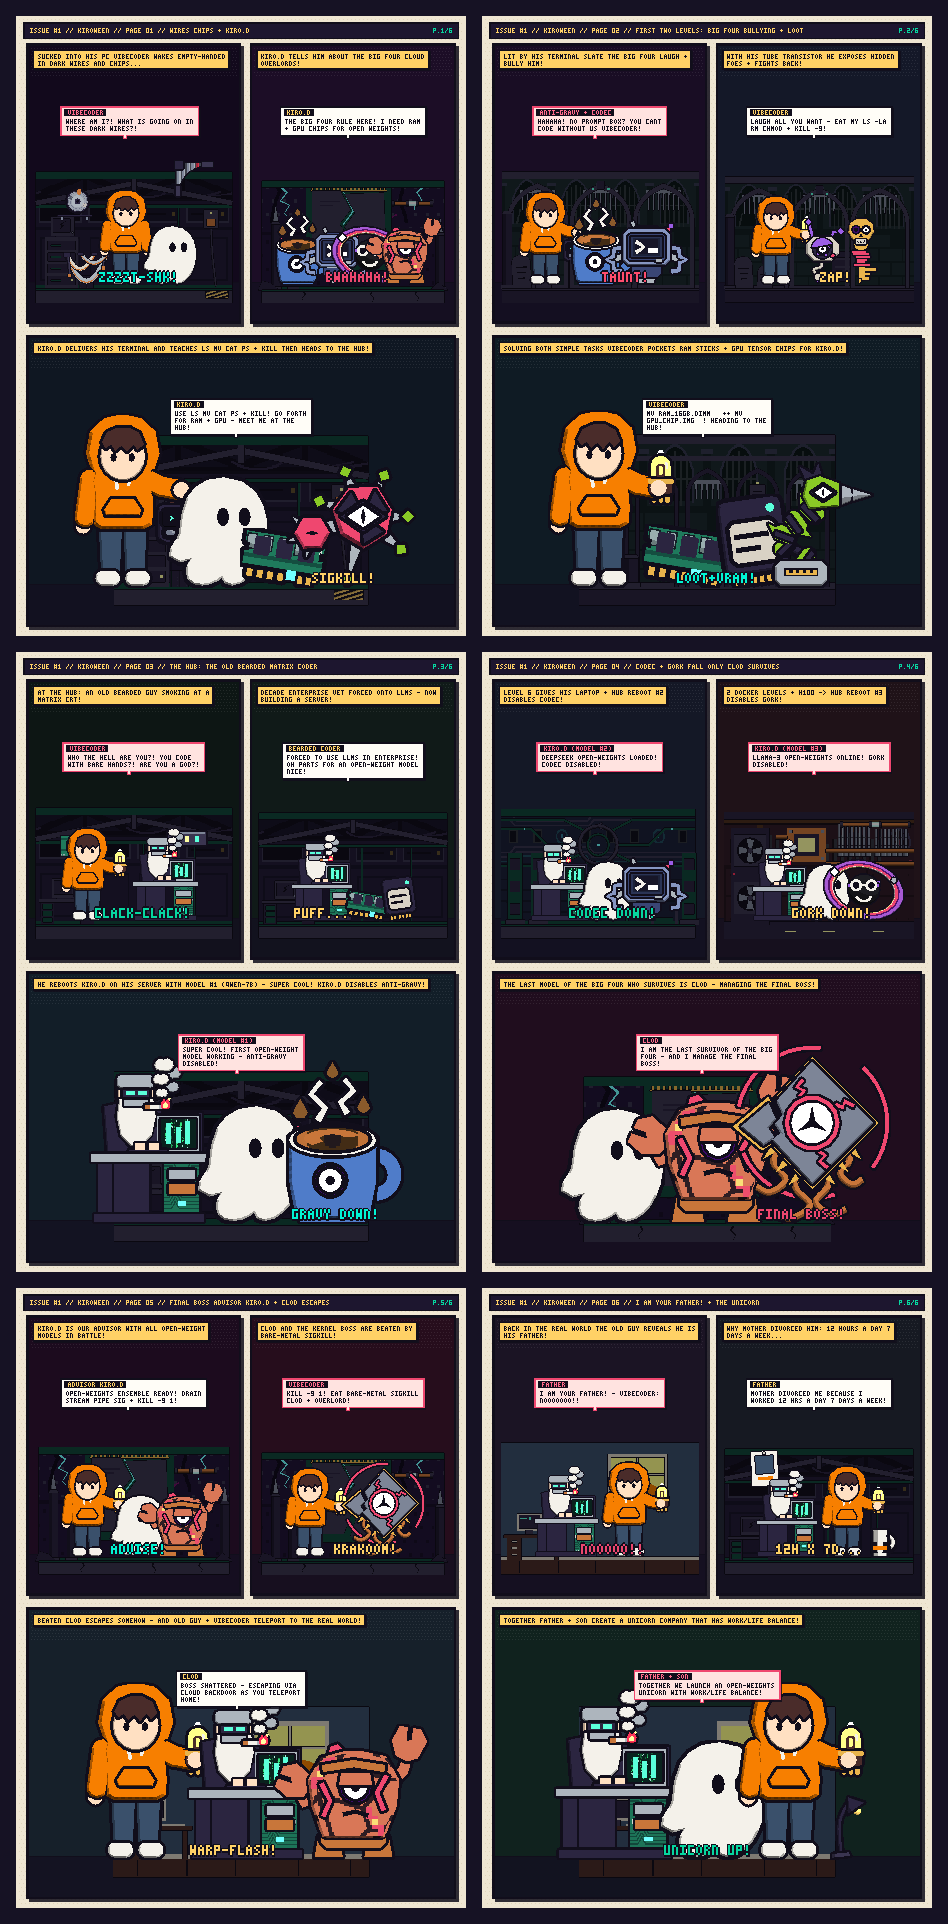 ISSUE #1 // KIROWEEN // PAGE 01 // WIRES CHIPS + KIRO.D
P.1/6
SUCKED INTO HIS PC VIBECODER WAKES EMPTY-HANDED
IN DARK WIRES AND CHIPS...
VIBECODER
WHERE AM I?! WHAT IS GOING ON IN
THESE DARK WIRES?!
ZZZZT-SHK!
KIRO.D TELLS HIM ABOUT THE BIG FOUR CLOUD
OVERLORDS!
KIRO.D
THE BIG FOUR RULE HERE! I NEED RAM
+ GPU CHIPS FOR OPEN WEIGHTS!
BWAHAHA!
KIRO.D DELIVERS HIS TERMINAL AND TEACHES LS MV CAT PS + KILL THEN HEADS TO THE HUB!
KIRO.D
USE LS MV CAT PS + KILL! GO FORTH
FOR RAM + GPU - MEET ME AT THE
HUB!
SIGKILL!
ISSUE #1 // KIROWEEN // PAGE 02 // FIRST TWO LEVELS: BIG FOUR BULLYING + LOOT
P.2/6
LIT BY HIS TERMINAL SLATE THE BIG FOUR LAUGH +
BULLY HIM!
ANTI-GRAVY + CODEC
HAHAHA! NO PROMPT BOX? YOU CANT
CODE WITHOUT US VIBECODER!
TAUNT!
WITH HIS TUBE TRANSISTOR HE EXPOSES HIDDEN
FOES + FIGHTS BACK!
VIBECODER
LAUGH ALL YOU WANT - EAT MY LS -LA
RM CHMOD + KILL -9!
ZAP!
SOLVING BOTH SIMPLE TASKS VIBECODER POCKETS RAM STICKS + GPU TENSOR CHIPS FOR KIRO.D!
VIBECODER
MV RAM_16GB.DIMM ++ MV
GPU_CHIP.IMG ! HEADING TO THE
HUB!
LOOT+VRAM!
ISSUE #1 // KIROWEEN // PAGE 03 // THE HUB: THE OLD BEARDED MATRIX CODER
P.3/6
AT THE HUB: AN OLD BEARDED GUY SMOKING AT A
MATRIX CRT!
VIBECODER
WHO THE HELL ARE YOU?! YOU CODE
WITH BARE HANDS?! ARE YOU A GOD?!
CLACK-CLACK!
DECADE ENTERPRISE VET FORCED ONTO LLMS - NOW
BUILDING A SERVER!
BEARDED CODER
FORCED TO USE LLMS IN ENTERPRISE!
OH PARTS FOR AN OPEN-WEIGHT MODEL
NICE!
PUFF...
HE REBOOTS KIRO.D ON HIS SERVER WITH MODEL #1 (QWEN-7B) - SUPER COOL! KIRO.D DISABLES ANTI-GRAVY!
KIRO.D (MODEL #1)
SUPER COOL! FIRST OPEN-WEIGHT
MODEL WORKING - ANTI-GRAVY
DISABLED!
GRAVY DOWN!
ISSUE #1 // KIROWEEN // PAGE 04 // CODEC + GORK FALL ONLY CLOD SURVIVES
P.4/6
LEVEL 6 GIVES HIS LAPTOP + HUB REBOOT #2
DISABLES CODEC!
KIRO.D (MODEL #2)
DEEPSEEK OPEN-WEIGHTS LOADED!
CODEC DISABLED!
CODEC DOWN!
2 DOCKER LEVELS + H100 -> HUB REBOOT #3
DISABLES GORK!
KIRO.D (MODEL #3)
LLAMA-3 OPEN-WEIGHTS ONLINE! GORK
DISABLED!
GORK DOWN!
THE LAST MODEL OF THE BIG FOUR WHO SURVIVES IS CLOD - MANAGING THE FINAL BOSS!
CLOD
I AM THE LAST SURVIVOR OF THE BIG
FOUR - AND I MANAGE THE FINAL
BOSS!
FINAL BOSS!
ISSUE #1 // KIROWEEN // PAGE 05 // FINAL BOSS ADVISOR KIRO.D + CLOD ESCAPES
P.5/6
KIRO.D IS OUR ADVISOR WITH ALL OPEN-WEIGHT
MODELS IN BATTLE!
ADVISOR KIRO.D
OPEN-WEIGHTS ENSEMBLE READY! DRAIN
STREAM PIPE SIG + KILL -9 1!
ADVISE!
CLOD AND THE KERNEL BOSS ARE BEATEN BY
BARE-METAL SIGKILL!
VIBECODER
KILL -9 1! EAT BARE-METAL SIGKILL
CLOD + OVERLORD!
KRAKOOM!
BEATEN CLOD ESCAPES SOMEHOW - AND OLD GUY + VIBECODER TELEPORT TO THE REAL WORLD!
CLOD
BOSS SHATTERED - ESCAPING VIA
CLOUD BACKDOOR AS YOU TELEPORT
HOME!
WARP-FLASH!
ISSUE #1 // KIROWEEN // PAGE 06 // I AM YOUR FATHER! + THE UNICORN
P.6/6
BACK IN THE REAL WORLD THE OLD GUY REVEALS HE IS
HIS FATHER!
FATHER
I AM YOUR FATHER! - VIBECODER:
NOOOOOO!!
NOOOOO!!
WHY MOTHER DIVORCED HIM: 12 HOURS A DAY 7
DAYS A WEEK...
FATHER
MOTHER DIVORCED ME BECAUSE I
WORKED 12 HRS A DAY 7 DAYS A WEEK!
12H X 7D...
TOGETHER FATHER + SON CREATE A UNICORN COMPANY THAT HAS WORK/LIFE BALANCE!
FATHER + SON
TOGETHER WE LAUNCH AN OPEN-WEIGHTS
UNICORN WITH WORK/LIFE BALANCE!
UNICORN UP!